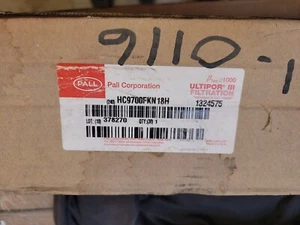 9110-1
PALL
Pall Corporation
ULTIPOR III
FILTRATION
HC9700FKN18H
1324575
378270